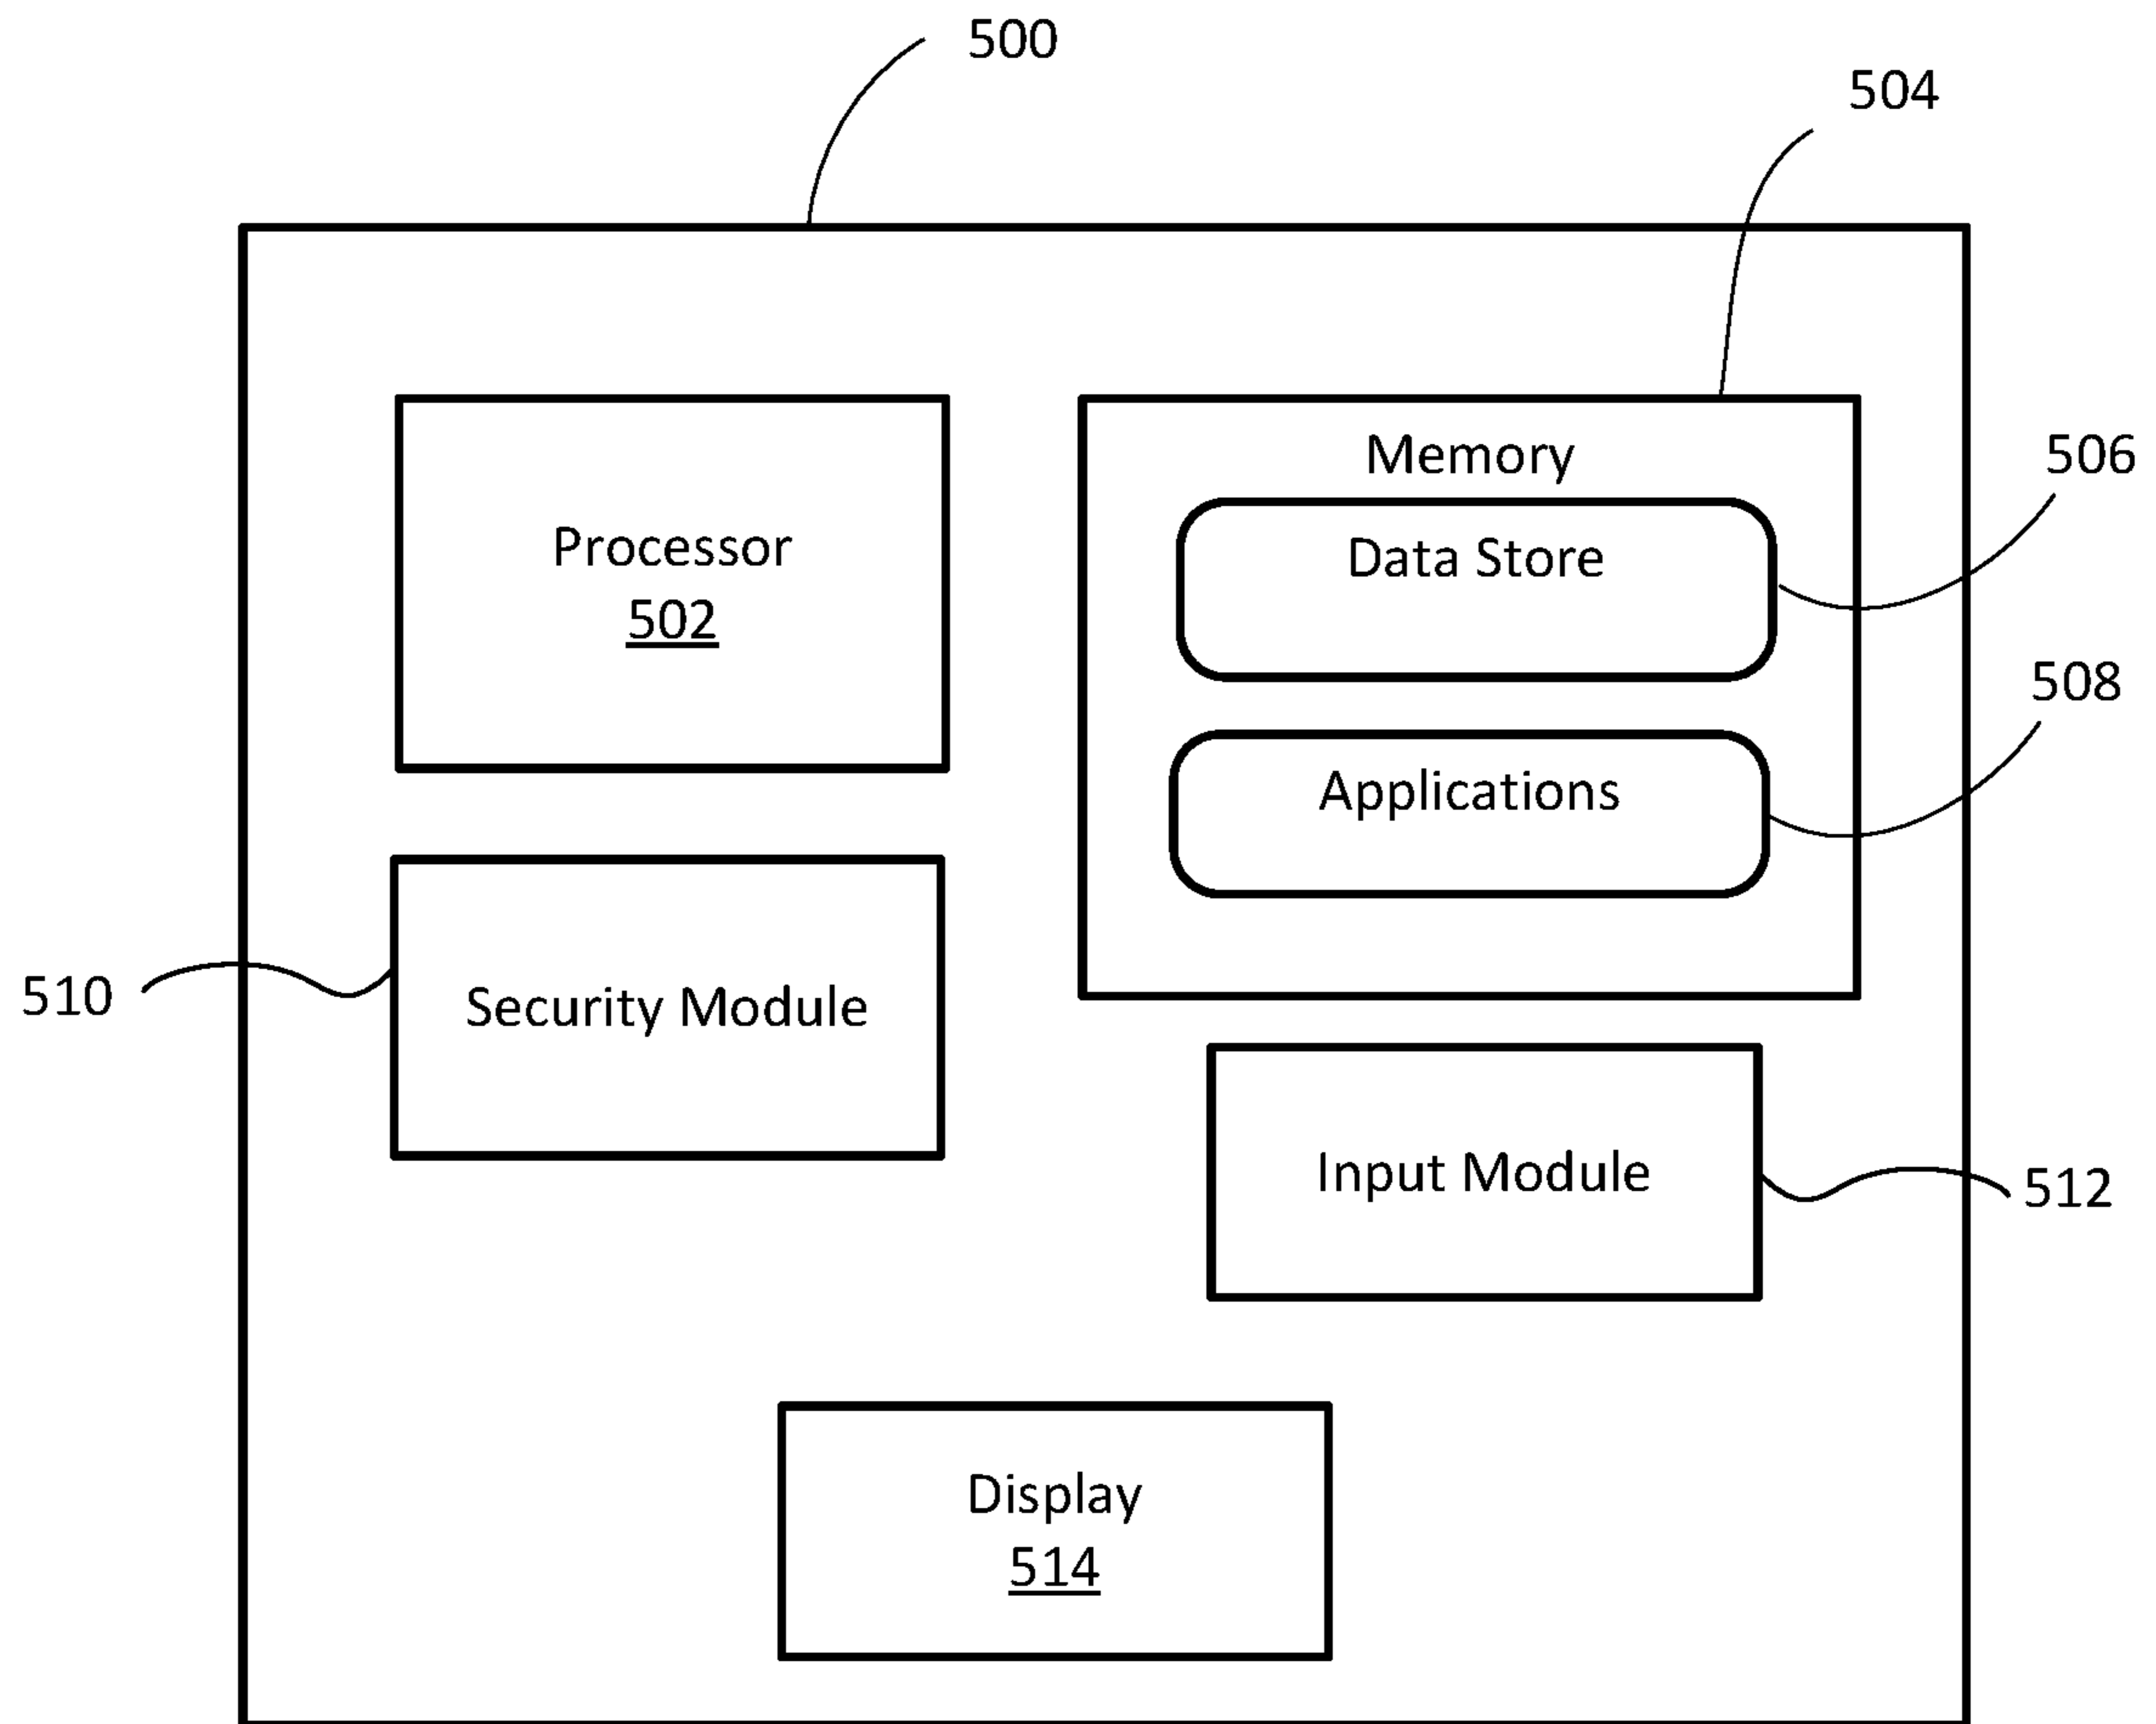 500
504
Memory
506
Data Store
Processor
502
508
Applications
510
Security Module
Input Module
512
Display
514